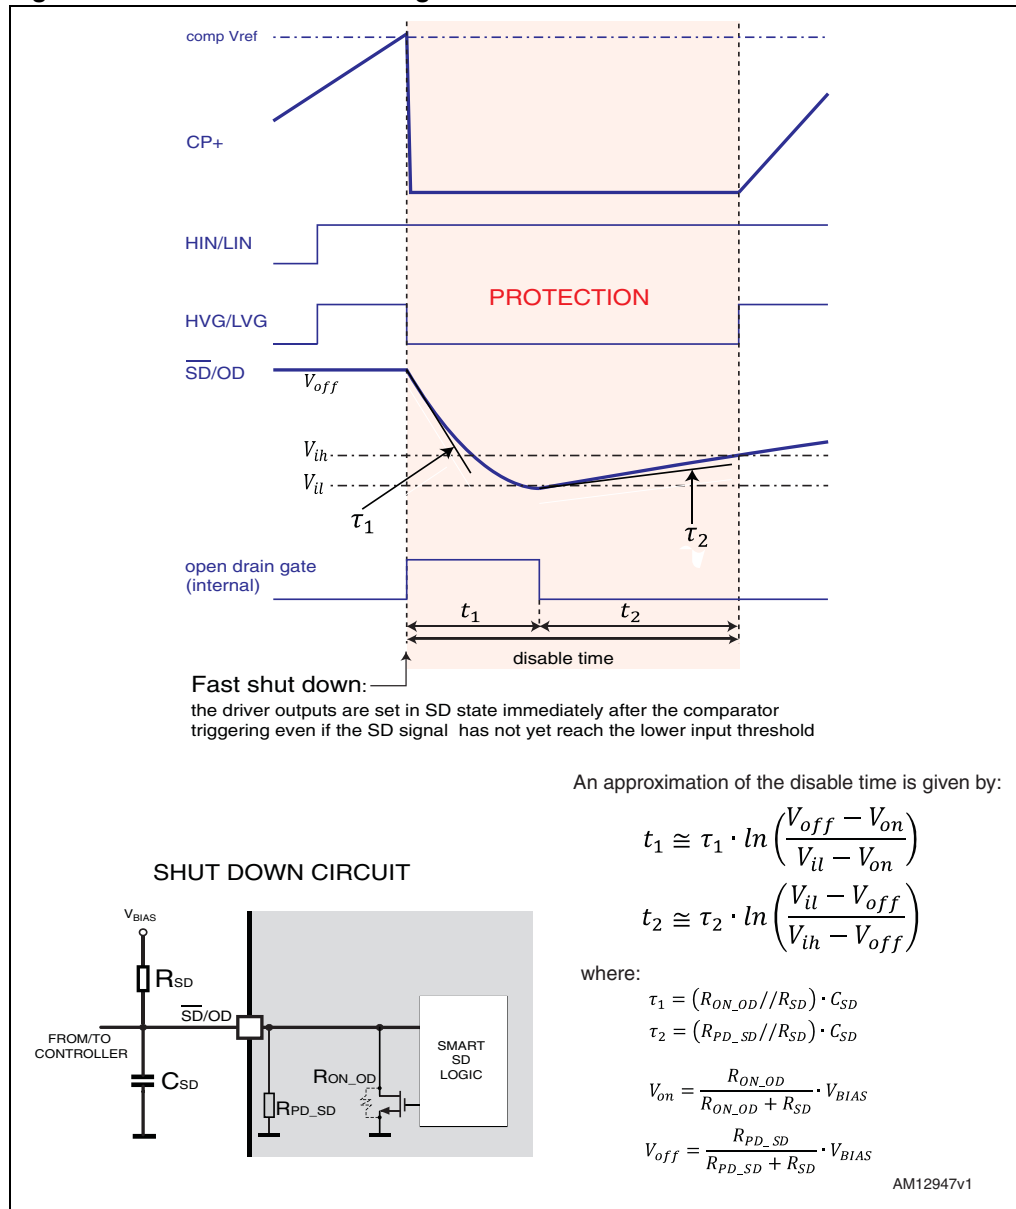 comp Vref
CP+
HIN/LIN
PROTECTION
HVG/LVG
SD/OD
V_off
V_ih
V_il
τ_1
τ_2
open drain gate
(internal)
t_1
t_2
disable time
Fast shut down:
the driver outputs are set in SD state immediately after the comparator
triggering even if the SD signal has not yet reach the lower input threshold
An approximation of the disable time is given by:
t_1 ≅ τ_1 · ln((V_off − V_on)/(V_il − V_on))
t_2 ≅ τ_2 · ln((V_il − V_off)/(V_ih − V_off))
where:
τ_1 = (R_ON_OD//R_SD) · C_SD
τ_2 = (R_PD_SD//R_SD) · C_SD
V_on = R_ON_OD/(R_ON_OD + R_SD) · V_BIAS
V_off = R_PD_SD/(R_PD_SD + R_SD) · V_BIAS
SHUT DOWN CIRCUIT
VBIAS
RSD
SD/OD
FROM/TO
CONTROLLER
CSD
RPD_SD
RON_OD
SMART
SD
LOGIC
AM12947v1